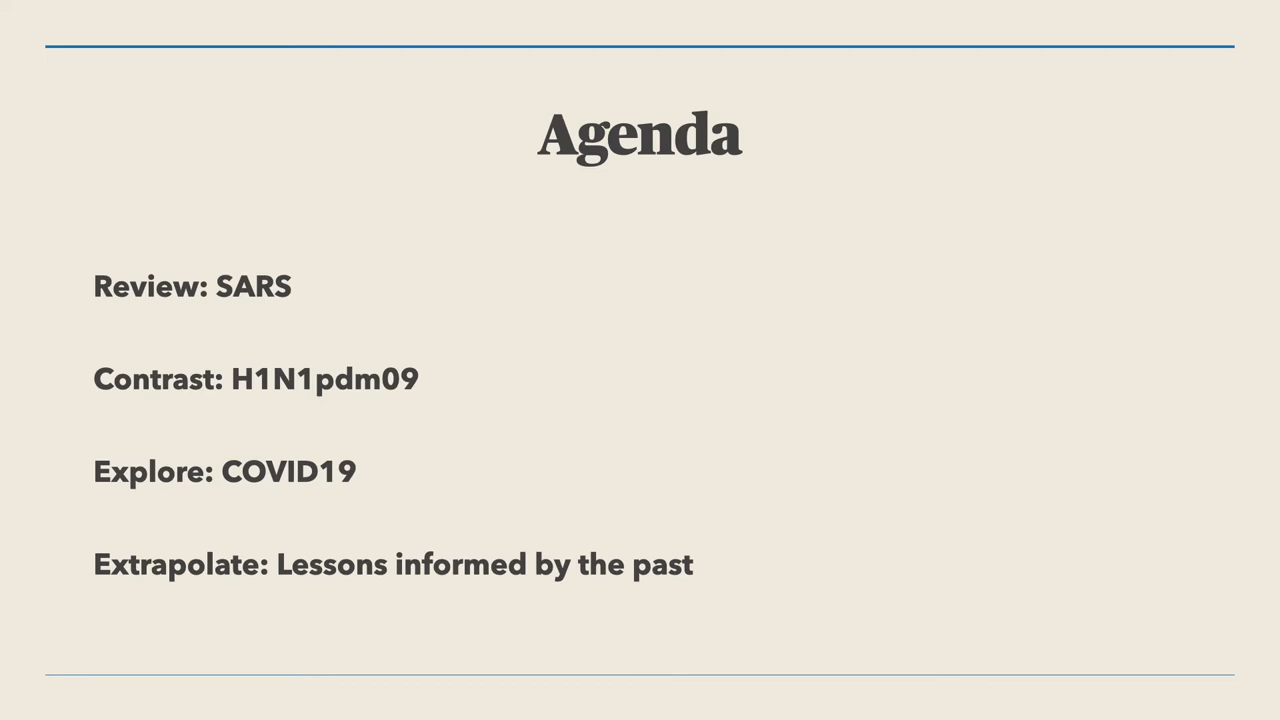 Agenda
Review: SARS
Contrast: H1N1pdm09
Explore: COVID19
Extrapolate: Lessons informed by the past